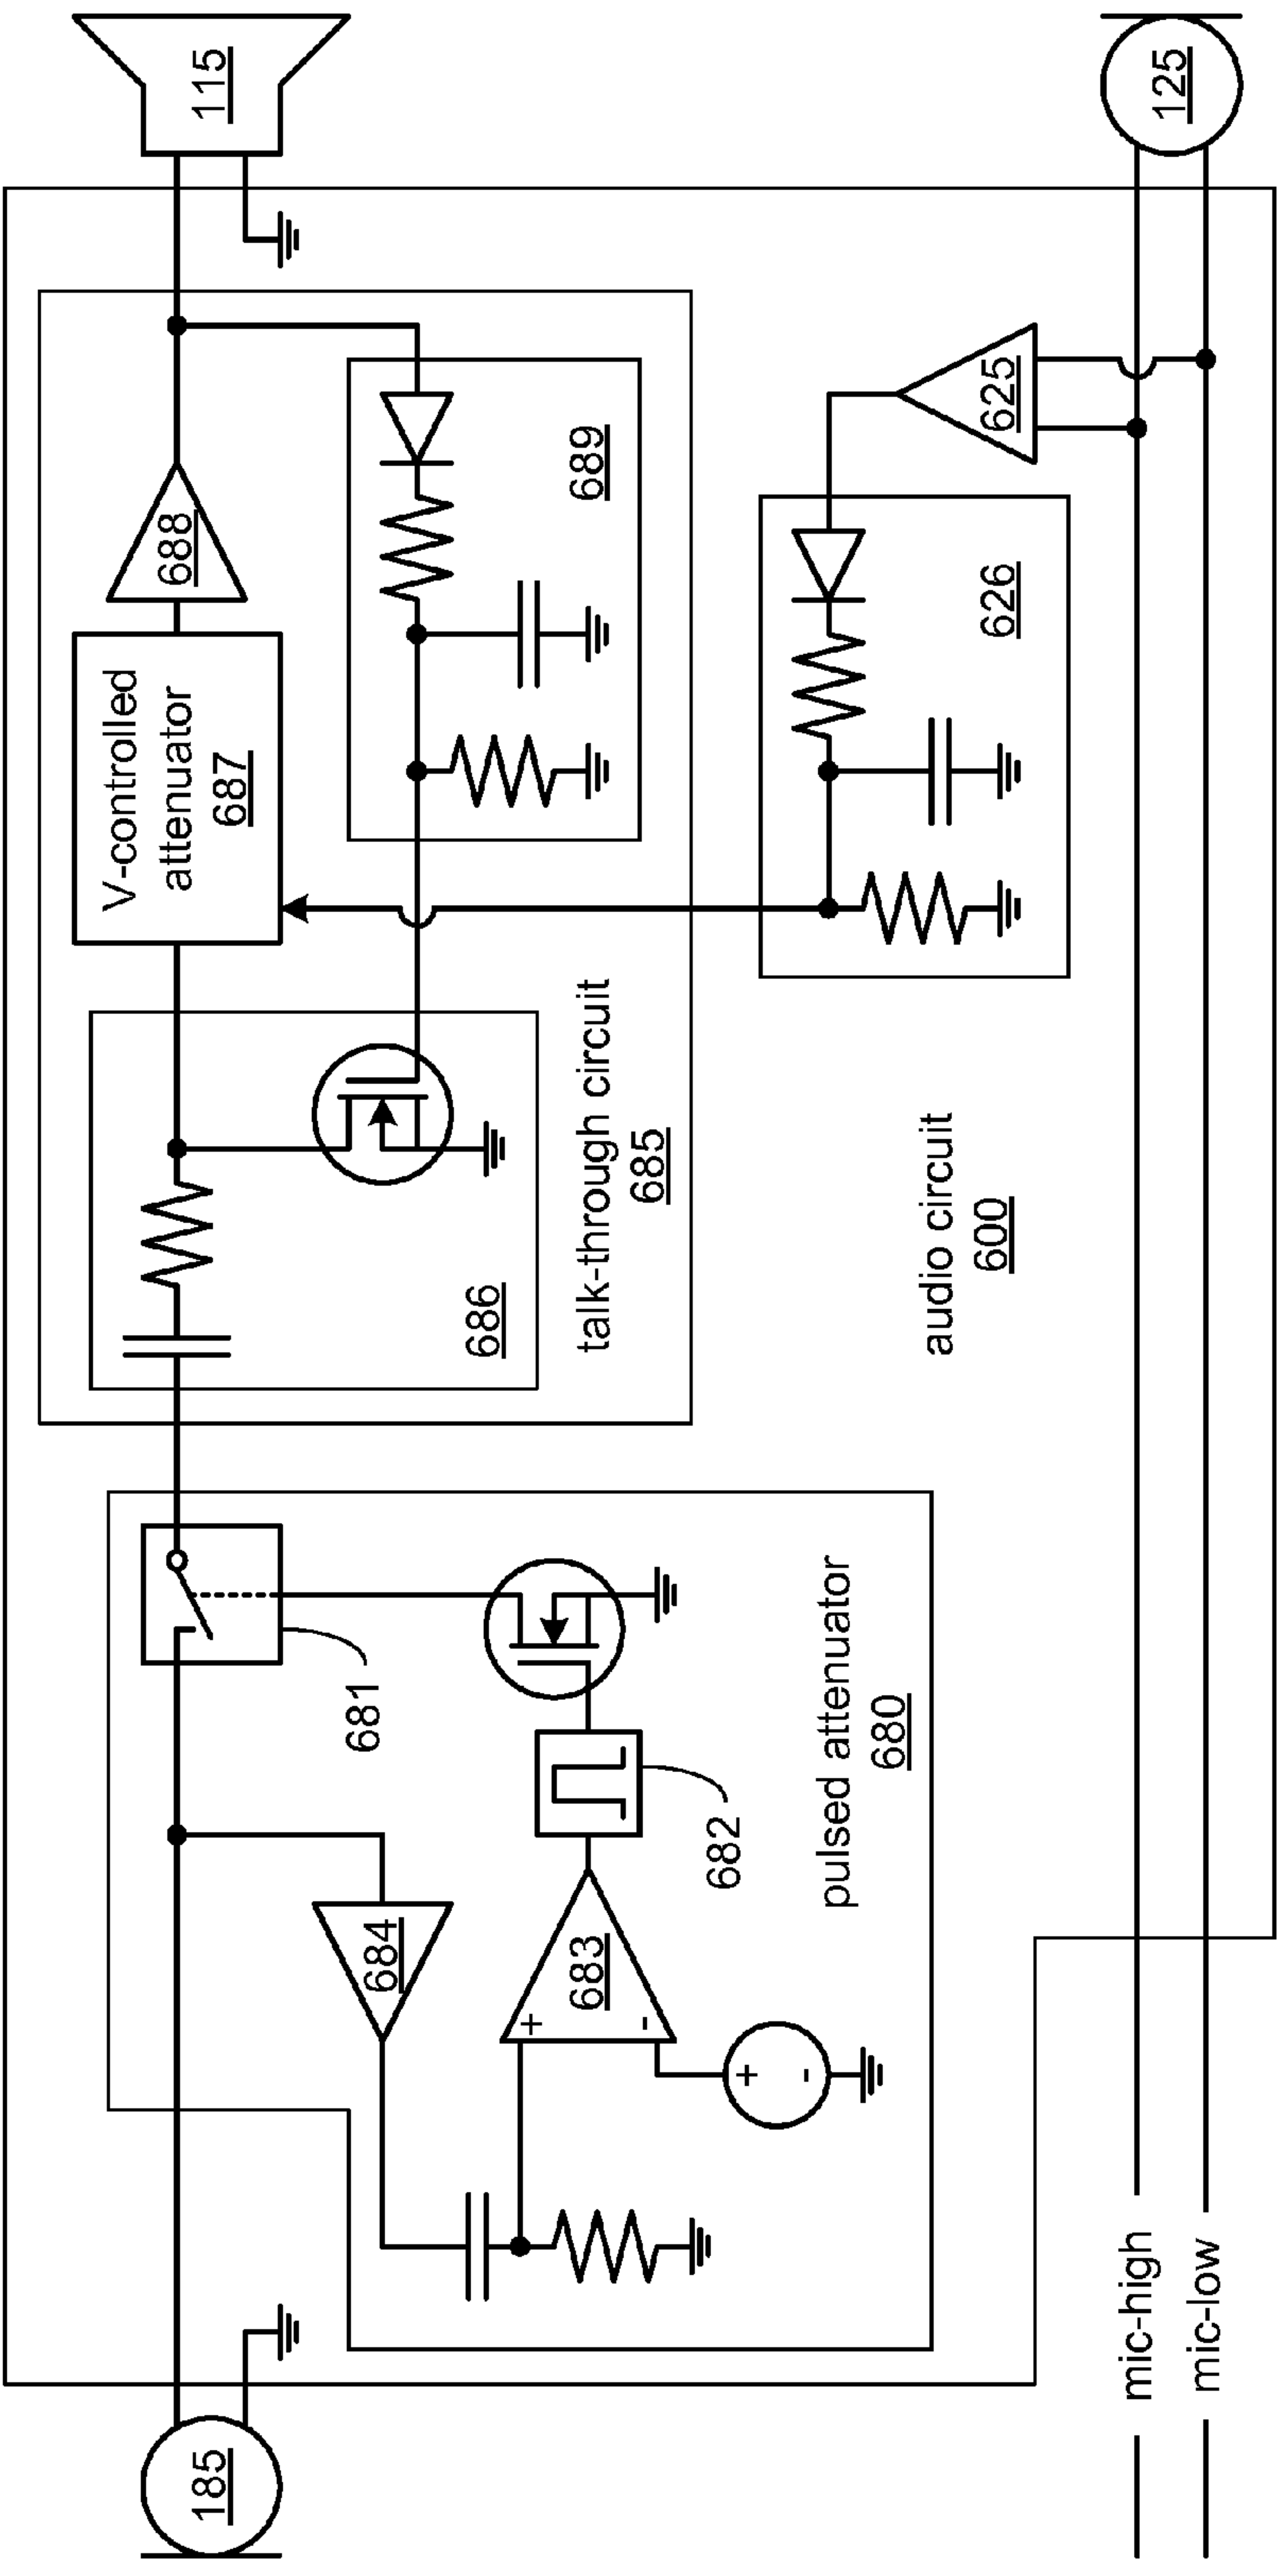 115
688
V-controlled
attenuator
687
689
686
talk-through circuit
685
681
682
684
+
683
-
+
-
pulsed attenuator
680
185
625
626
audio circuit
600
125
mic-high
mic-low